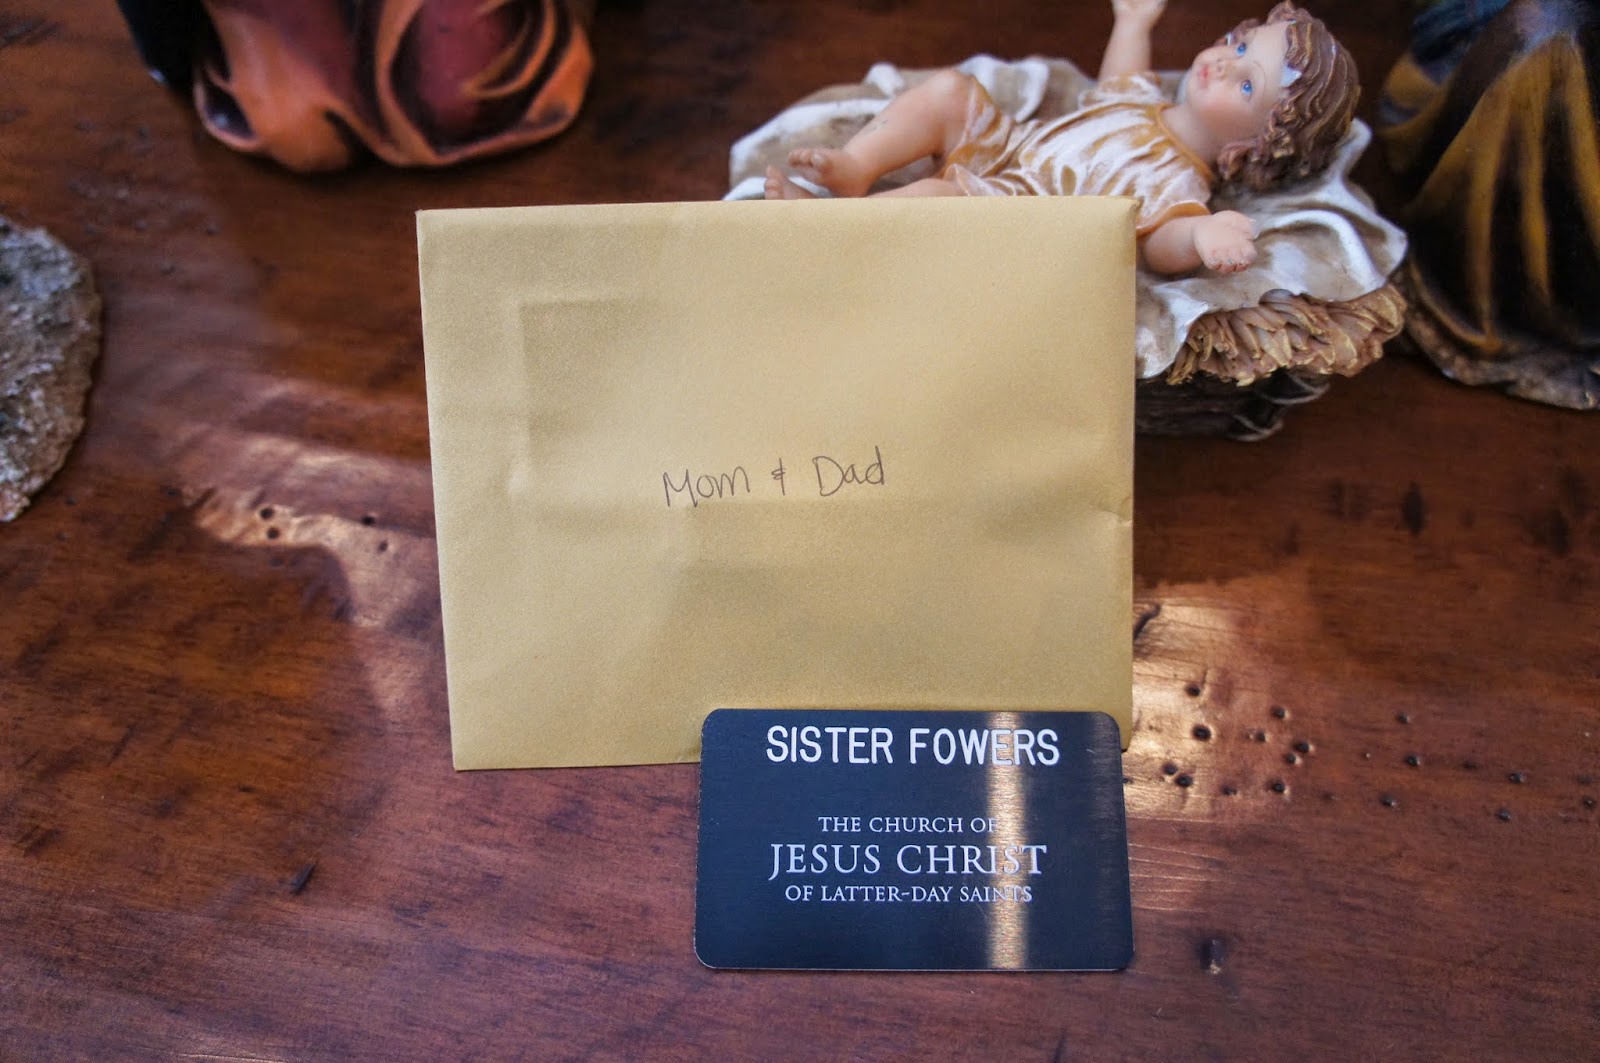 Mom & Dad
SISTER FOWERS
THE CHURCH OF
JESUS CHRIST
OF LATTER-DAY SAINTS